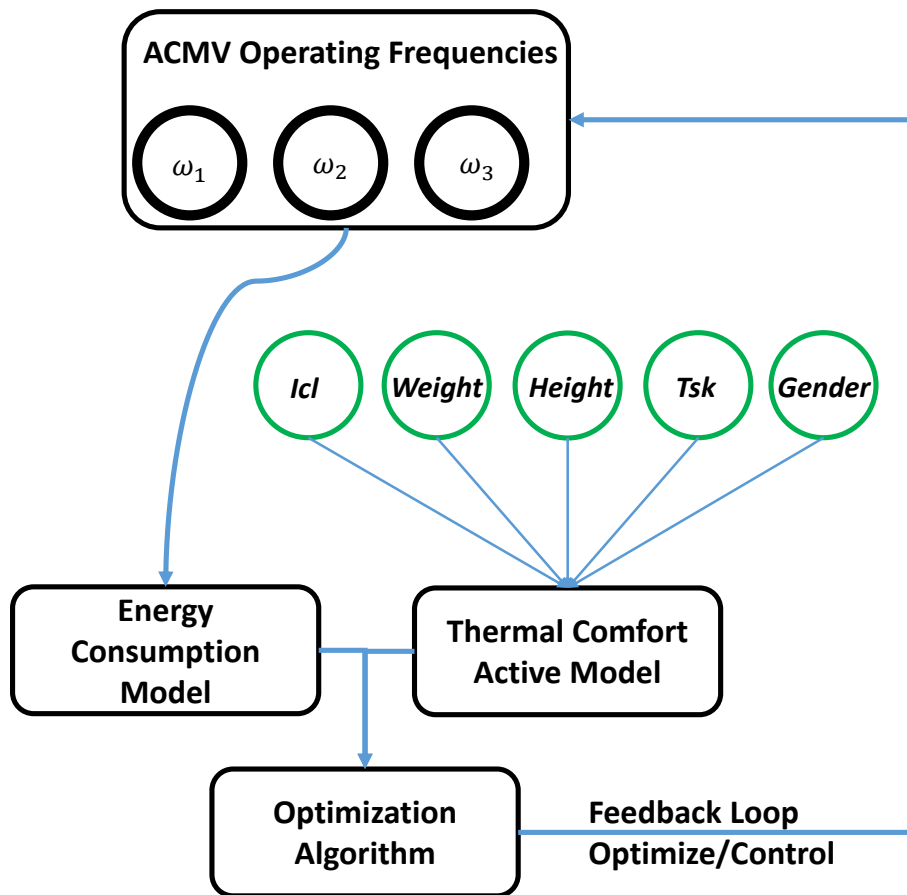 ACMV Operating Frequencies
ω₁ ω₂ ω₃
Icl Weight Height Tsk Gender
Energy
Consumption
Model
Thermal Comfort
Active Model
Optimization
Algorithm
Feedback Loop
Optimize/Control